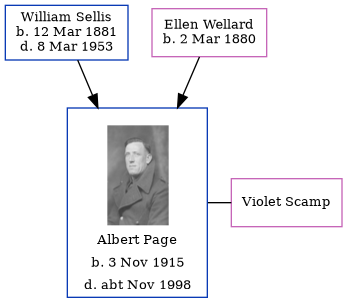 William Sellis
b. 12 Mar 1881
d. 8 Mar 1953
Ellen Wellard
b. 2 Mar 1880
Albert Page
b. 3 Nov 1915
d. abt Nov 1998
Violet Scamp